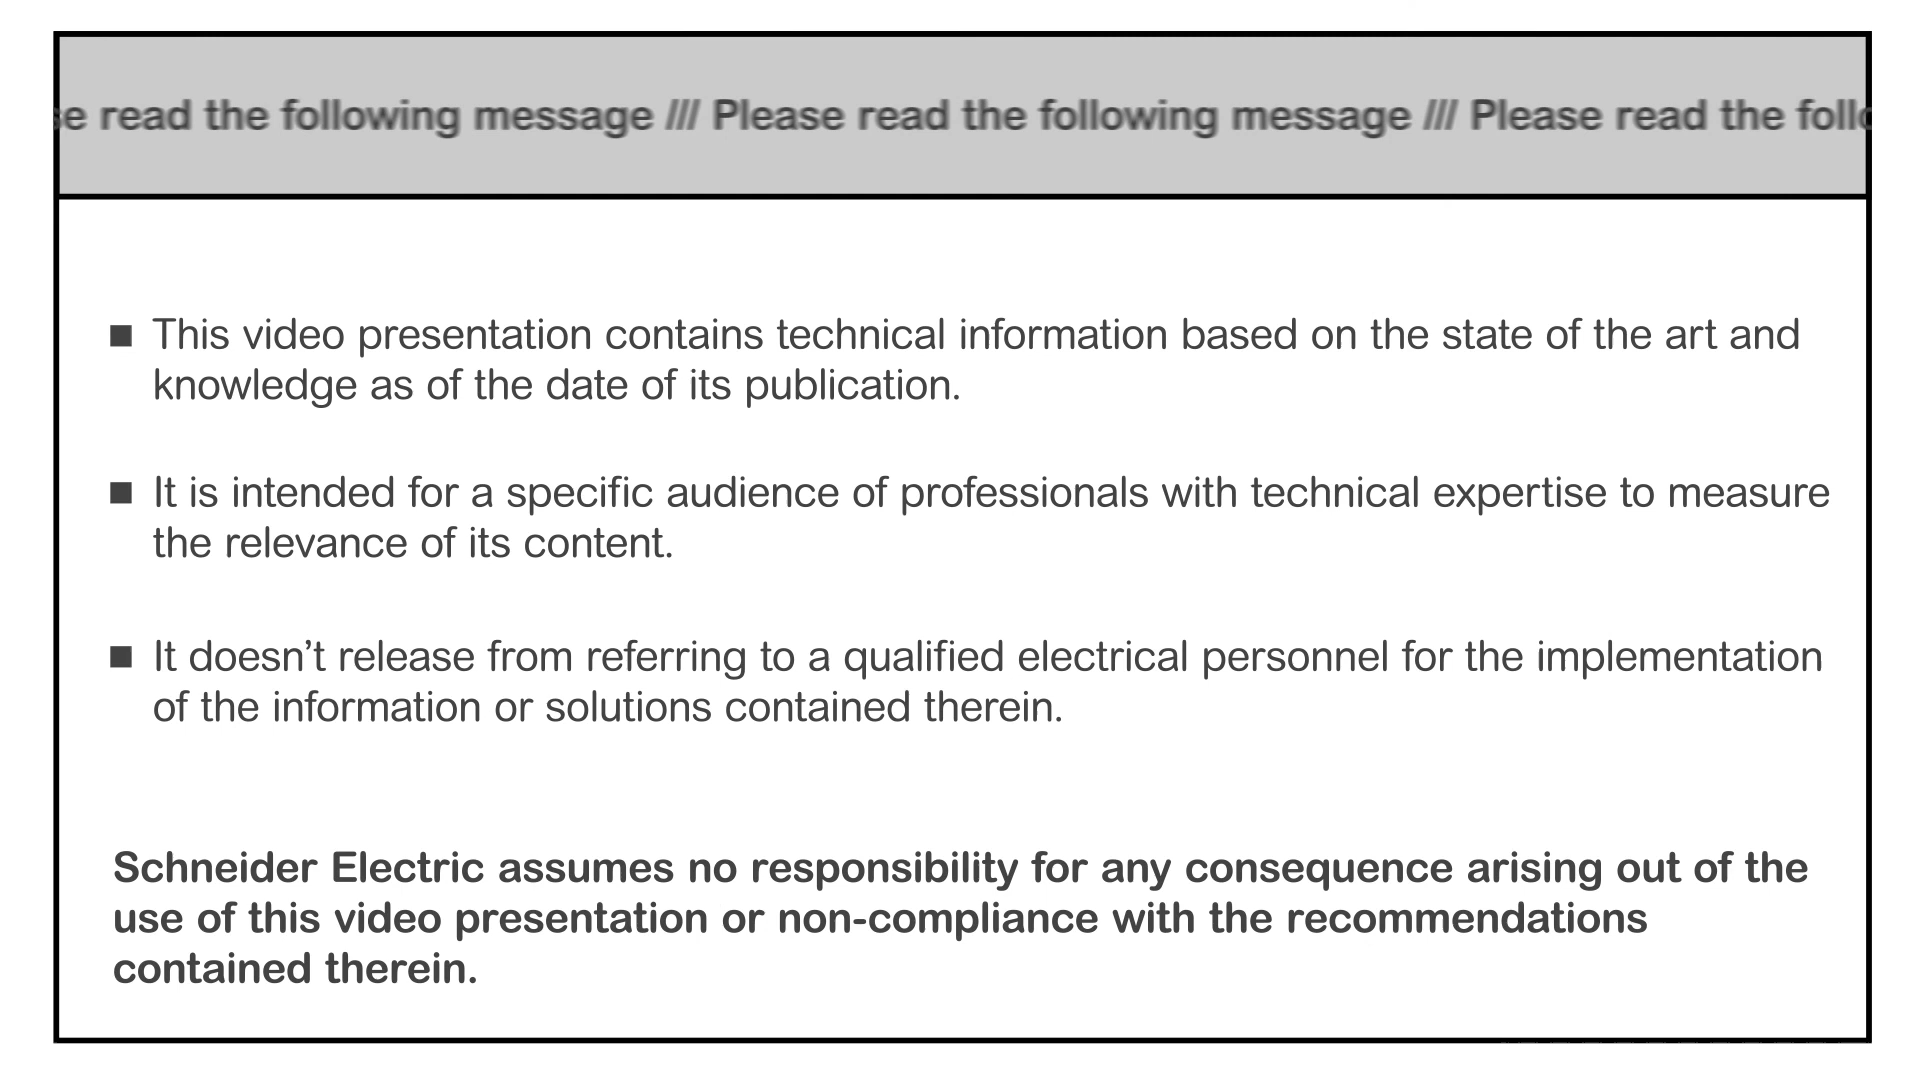 se read the following message /// Please read the following message /// Please read the follo
This video presentation contains technical information based on the state of the art and
knowledge as of the date of its publication.
It is intended for a specific audience of professionals with technical expertise to measure
the relevance of its content.
It doesn’t release from referring to a qualified electrical personnel for the implementation
of the information or solutions contained therein.
Schneider Electric assumes no responsibility for any consequence arising out of the
use of this video presentation or non-compliance with the recommendations
contained therein.